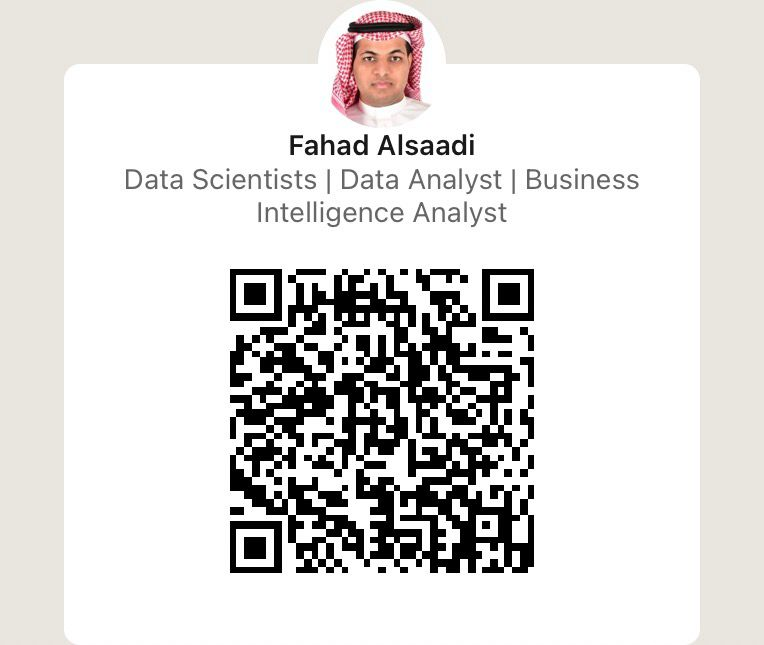 Fahad Alsaadi
Data Scientists | Data Analyst | Business
Intelligence Analyst